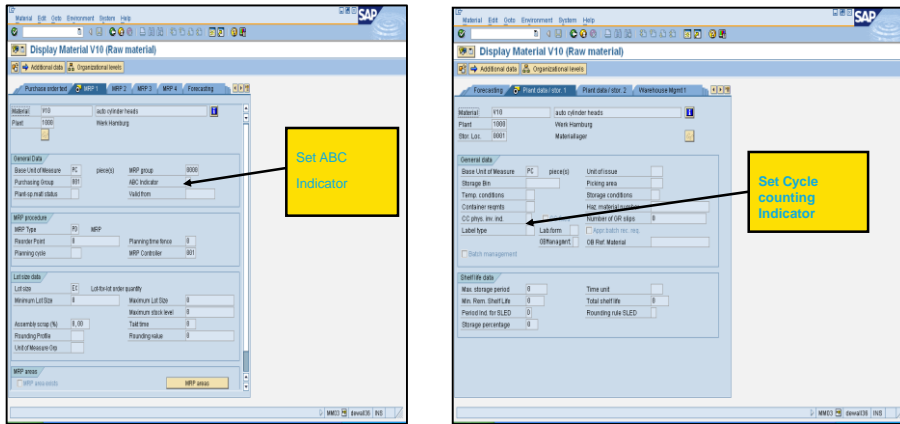 Material Edit Goto Environment System Help
SAP
Display Material V10 (Raw material)
Additional data Organizational levels
Purchase order text MRP 1 MRP 2 MRP 3 MRP 4 Forecasting
Material V10 auto cylinder heads
Plant 1000 Werk Hamburg
General Data
Base Unit of Measure PC piece(s) MRP group 0000
Purchasing Group 001 ABC Indicator
Plant-sp.matl status Valid from
MRP procedure
MRP Type PD MRP
Reorder Point 0 Planning time fence 0
Planning cycle MRP Controller 001
Lot size data
Lot size EX Lot-for-lot order quantity
Minimum Lot Size 0 Maximum Lot Size 0
Maximum stock level 0
Assembly scrap (%) 0,00 Takt time 0
Rounding Profile Rounding value 0
Unit of Measure Grp
MRP areas
MRP area exists MRP areas
MM03 INS
Set ABC
Indicator
Material Edit Goto Environment System Help
SAP
Display Material V10 (Raw material)
Additional data Organizational levels
Forecasting Plant data / stor. 1 Plant data / stor. 2 Warehouse Mgmt 1
Material V10 auto cylinder heads
Plant 1000 Werk Hamburg
Stor. Loc. 0001 Materiallager
General data
Base Unit of Measure PC piece(s) Unit of issue
Storage Bin Picking area
Temp. conditions Storage conditions
Container reqmts Haz. material number
CC phys. inv. ind. Number of GR slips 0
Label type Lab.form Appr.batch rec. req.
OB Ref. Material
Batch management
Shelf life data
Max. storage period 0 Time unit
Min. Rem. Shelf Life 0 Total shelf life 0
Period Ind. for SLED D Rounding rule SLED
Storage percentage 0
MM03 INS
Set Cycle
counting
Indicator